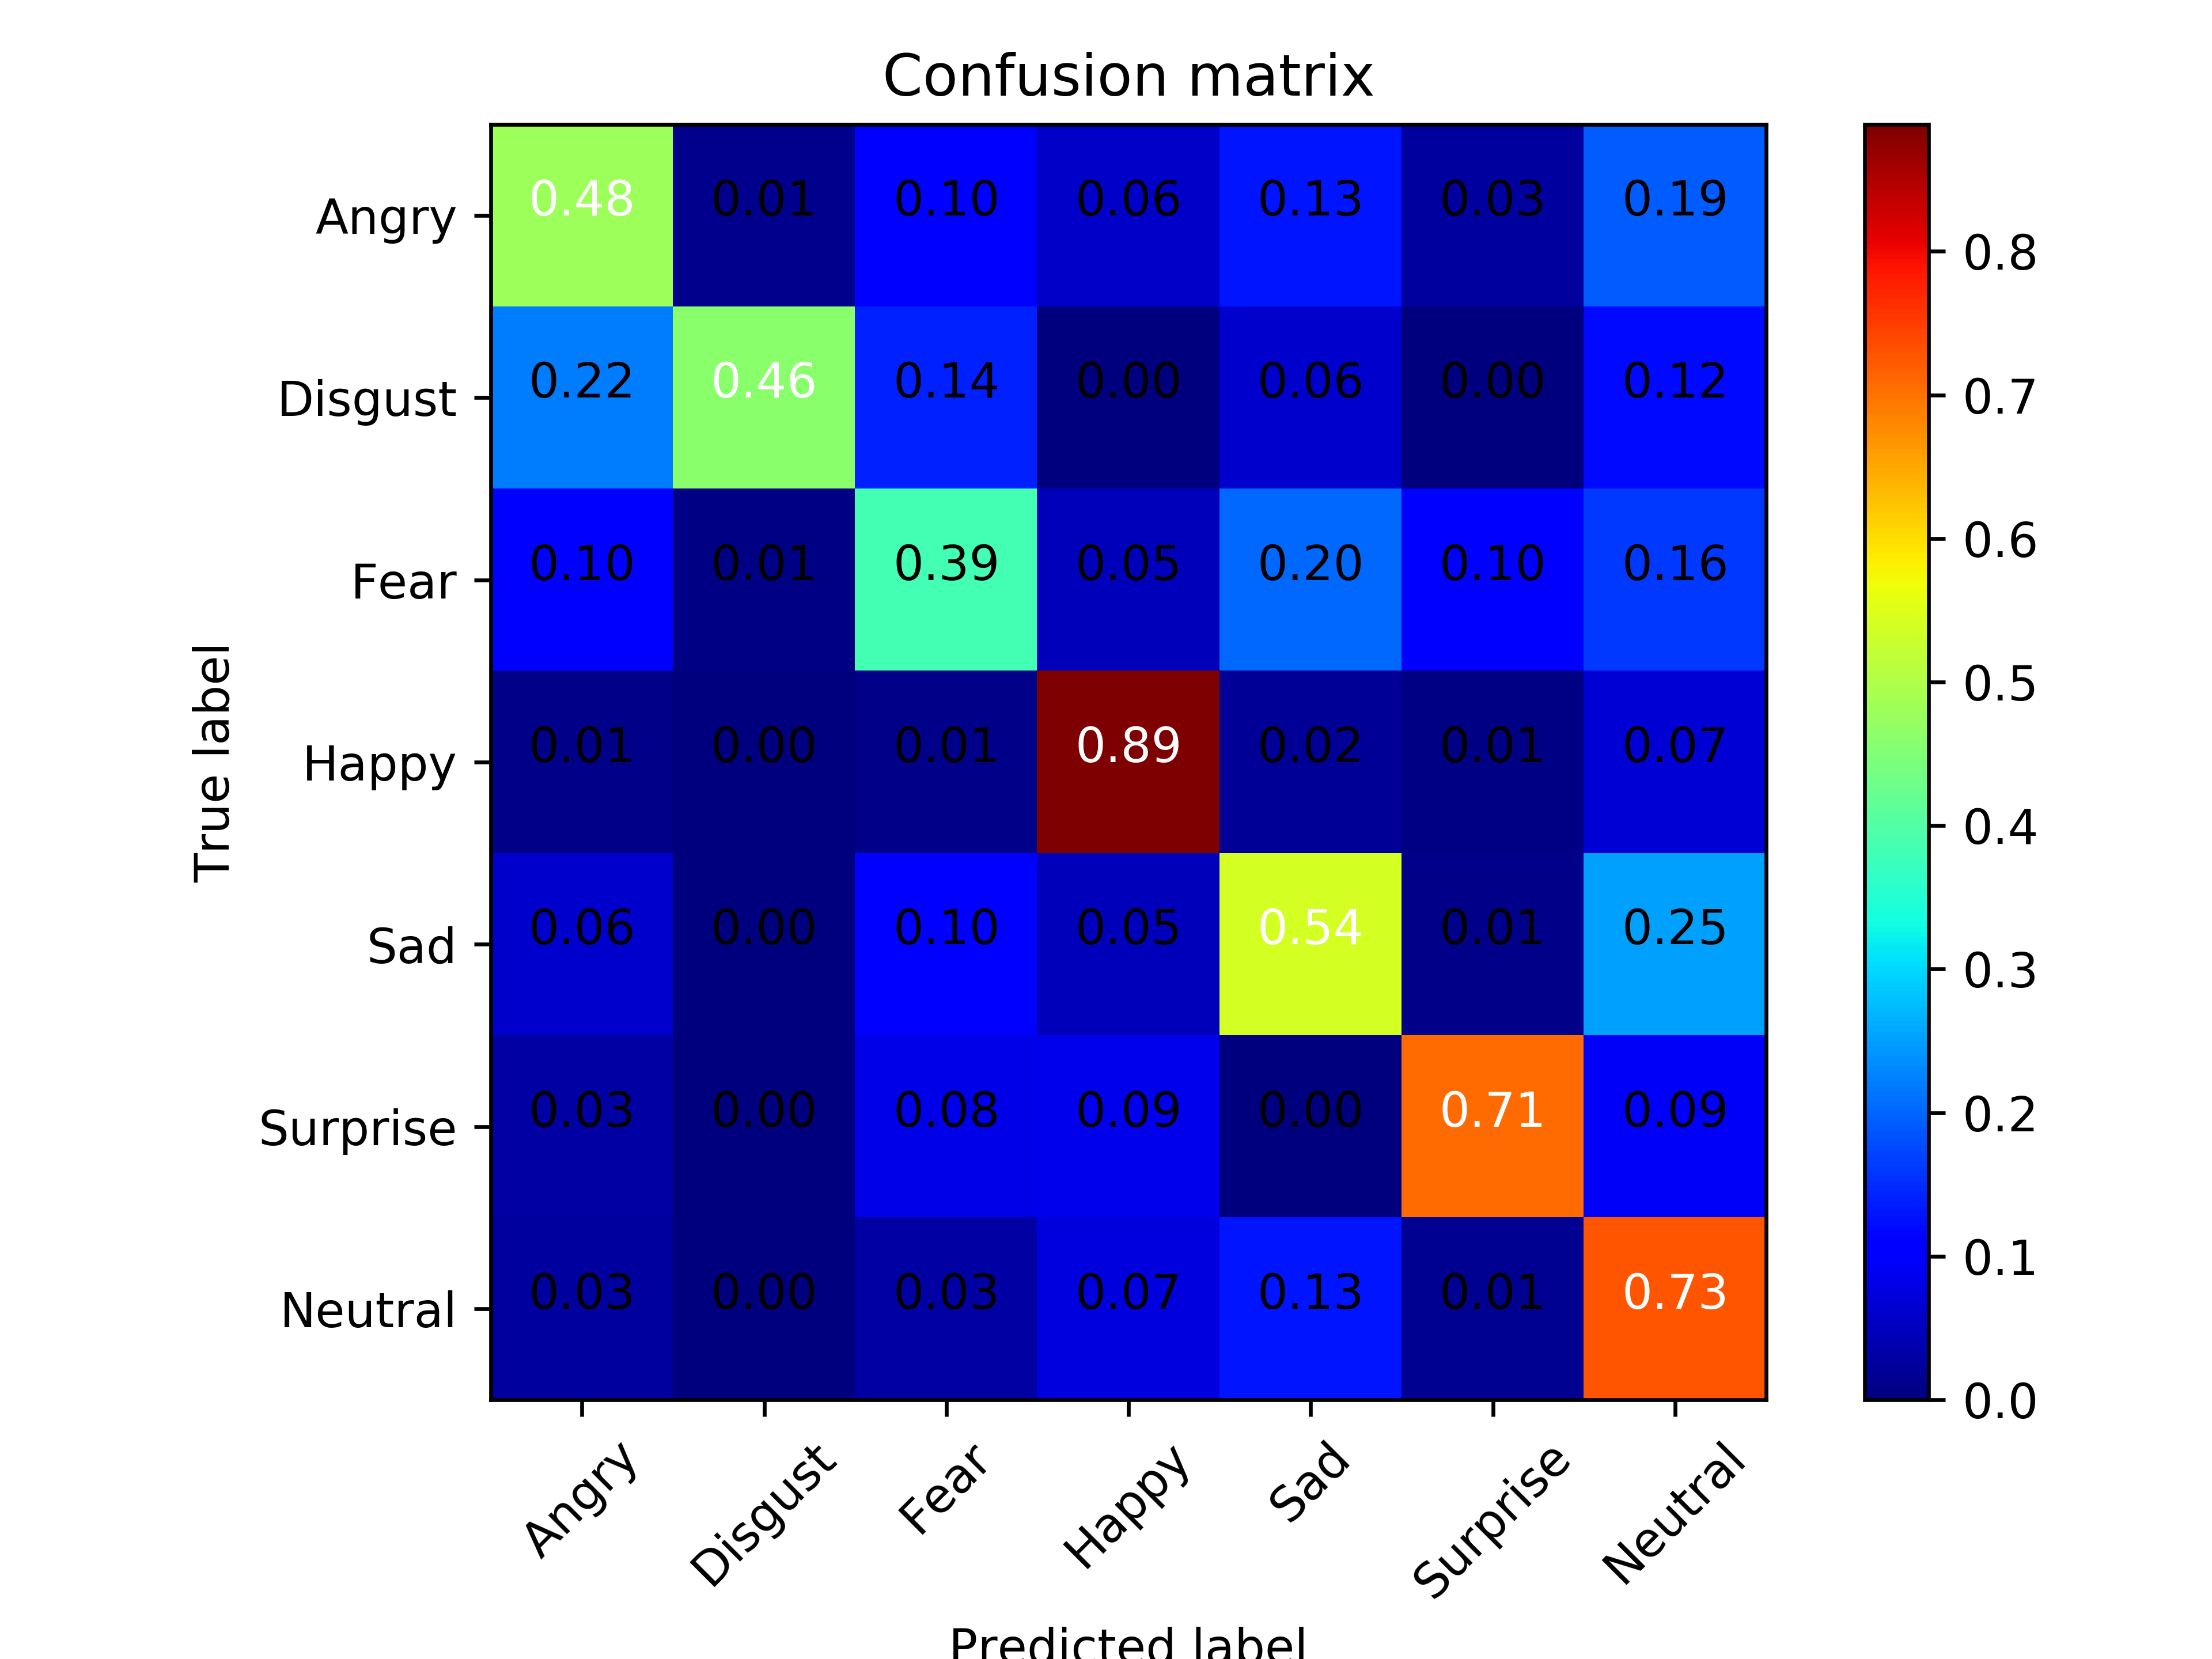 Confusion matrix
Angry 0.48 0.01 0.10 0.06 0.13 0.03 0.19
Disgust 0.22 0.46 0.14 0.00 0.06 0.00 0.12
Fear 0.10 0.01 0.39 0.05 0.20 0.10 0.16
Happy 0.01 0.00 0.01 0.89 0.02 0.01 0.07
Sad 0.06 0.00 0.10 0.05 0.54 0.01 0.25
Surprise 0.03 0.00 0.08 0.09 0.00 0.71 0.09
Neutral 0.03 0.00 0.03 0.07 0.13 0.01 0.73
True label
Angry Disgust Fear Happy Sad Surprise Neutral
Predicted label
0.8
0.7
0.6
0.5
0.4
0.3
0.2
0.1
0.0